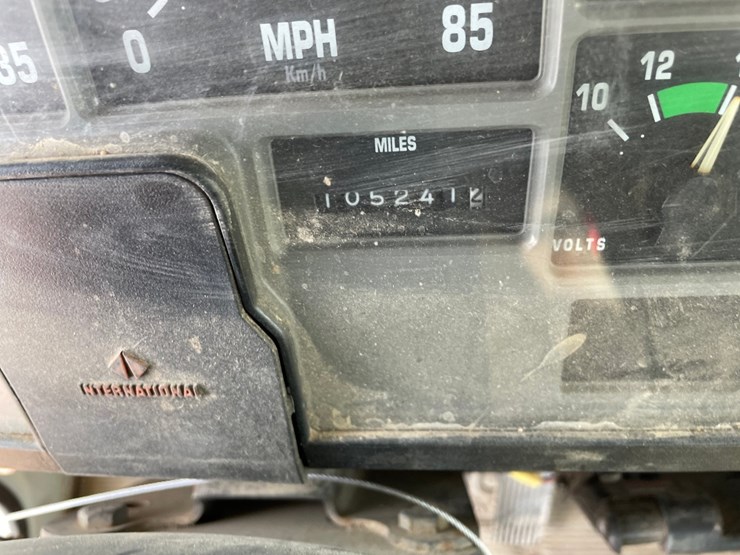 0 MPH 85
Km/h
35
10 12
MILES
1052412
VOLTS
INTERNATIONAL